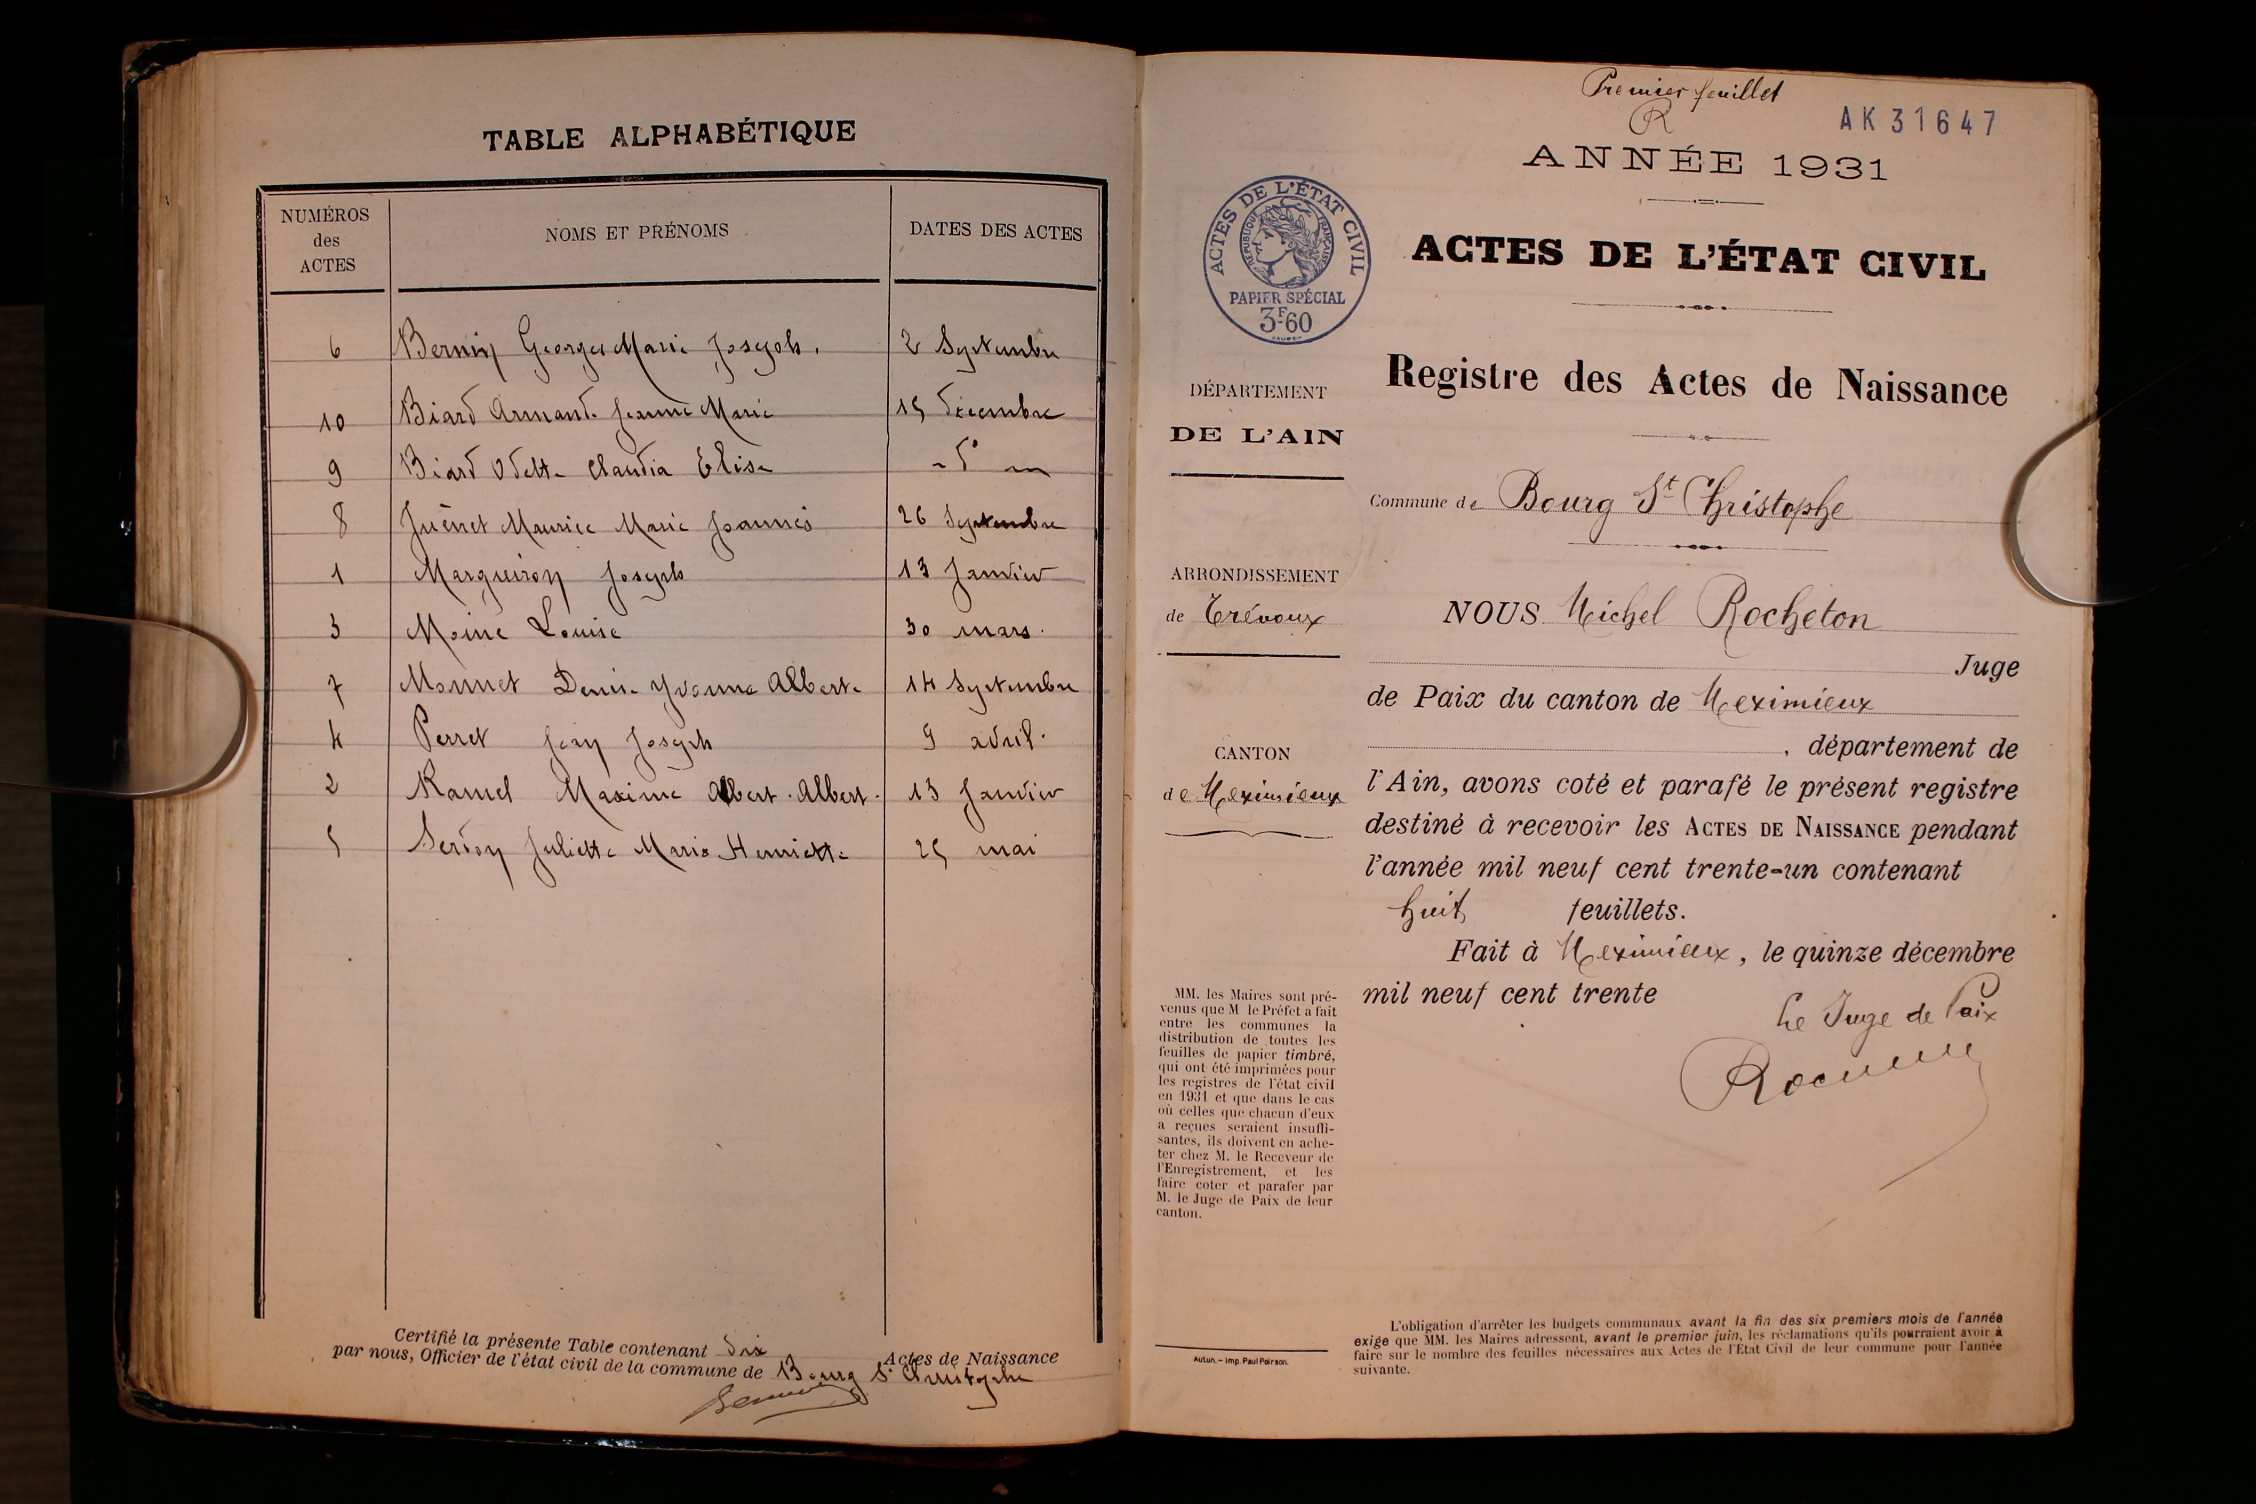 TABLE ALPHABÉTIQUE
NUMÉROS des ACTES | NOMS ET PRÉNOMS | DATES DES ACTES
6 Bernin Georges Marie Joseph. 2 Septembre
10 Biard Armand. Jeanne Marie 15 décembre
9 Biard Odette Claudia Elise - d° -
8 Juénet Maurice Marie Joannès 26 Septembre
1 Margueiron Joseph 13 Janvier
3 Moine Louise 30 mars.
7 Monnet Denise Yvonne Alberte 14 Septembre
4 Perret Jean Joseph 9 avril.
2 Ramel Maxime Albert. Albert. 13 Janvier
5 Servoy Juliette Marie Henriette 25 mai
Certifié la présente Table contenant dix Actes de Naissance
par nous, Officier de l'état civil de la commune de Bourg St Christophe
Premier feuillet
R
AK 31647
ANNÉE 1931
ACTES DE L'ÉTAT CIVIL
RÉPUBLIQUE FRANÇAISE
PAPIER SPÉCIAL
3F60
ACTES DE L'ÉTAT CIVIL
Registre des Actes de Naissance
DÉPARTEMENT
DE L'AIN
Commune de Bourg St Christophe
ARRONDISSEMENT
de Trévoux
CANTON
de Meximieux
NOUS Michel Rocheton
Juge
de Paix du canton de Meximieux
, département de
l'Ain, avons coté et parafé le présent registre
destiné à recevoir les ACTES DE NAISSANCE pendant
l'année mil neuf cent trente-un contenant
huit feuillets.
Fait à Meximieux, le quinze décembre
mil neuf cent trente
Le Juge de Paix
MM. les Maires sont pré-
venus que M le Préfet a fait
entre les communes la
distribution de toutes les
feuilles de papier timbré,
qui ont été imprimées pour
les registres de l'état civil
en 1931 et que dans le cas
où celles que chacun d'eux
a reçues seraient insuffi-
santes, ils doivent en ache-
ter chez M. le Receveur de
l'Enregistrement, et les
faire coter et parafer par
M. le Juge de Paix de leur
canton.
Autun. – Imp. Paul Poirson.
L'obligation d'arrêter les budgets communaux avant la fin des six premiers mois de l'année
exige que MM. les Maires adressent, avant le premier juin, les réclamations qu'ils pourraient avoir à
faire sur le nombre des feuilles nécessaires aux Actes de l'État Civil de leur commune pour l'année
suivante.